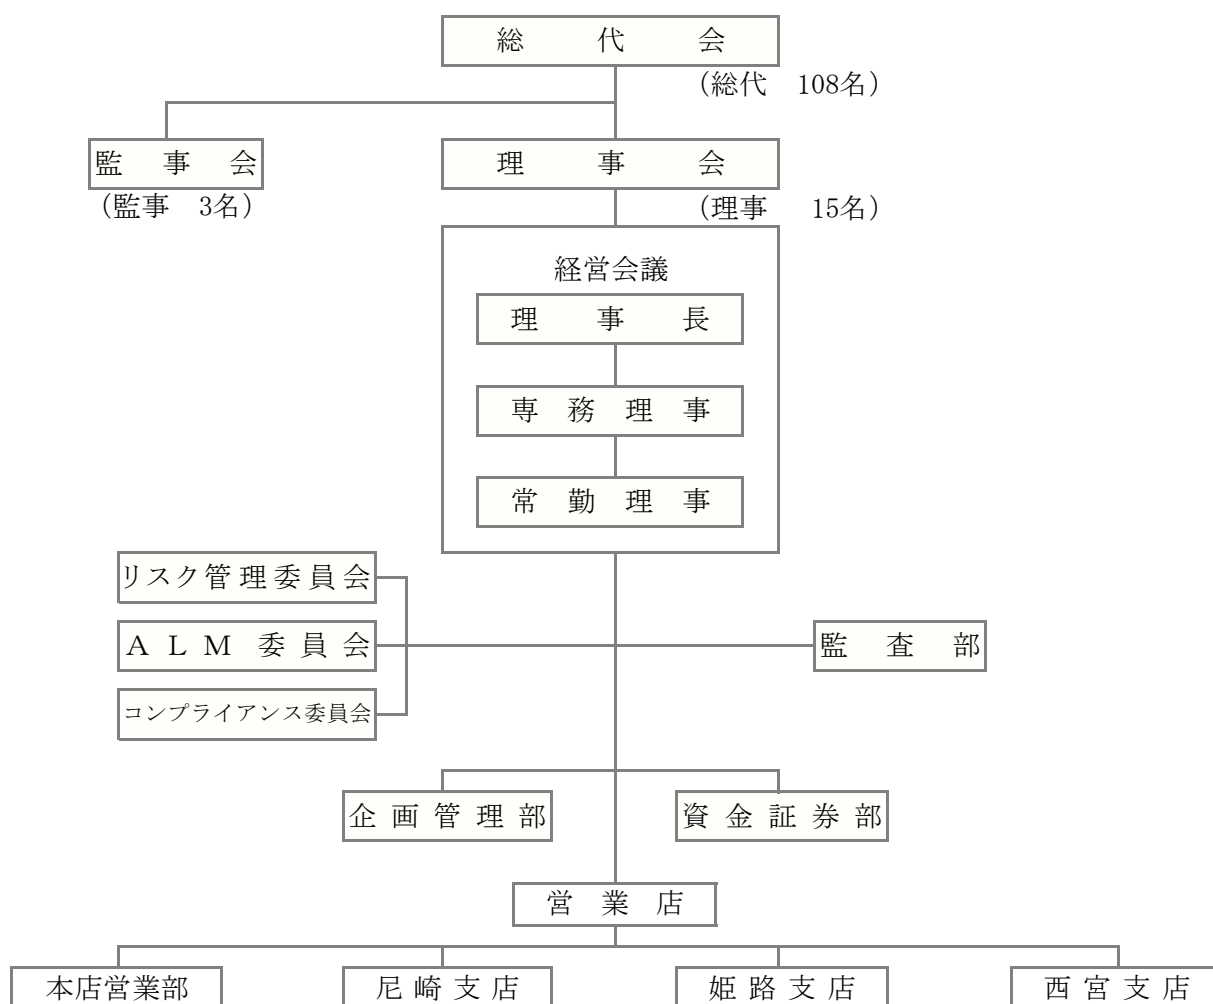 総代会
（総代　108名）
監事会
理事会
（監事　3名）
（理事　15名）
経営会議
理事長
専務理事
常勤理事
リスク管理委員会
ＡＬＭ委員会
監査部
コンプライアンス委員会
企画管理部
資金証券部
営業店
本店営業部
尼崎支店
姫路支店
西宮支店